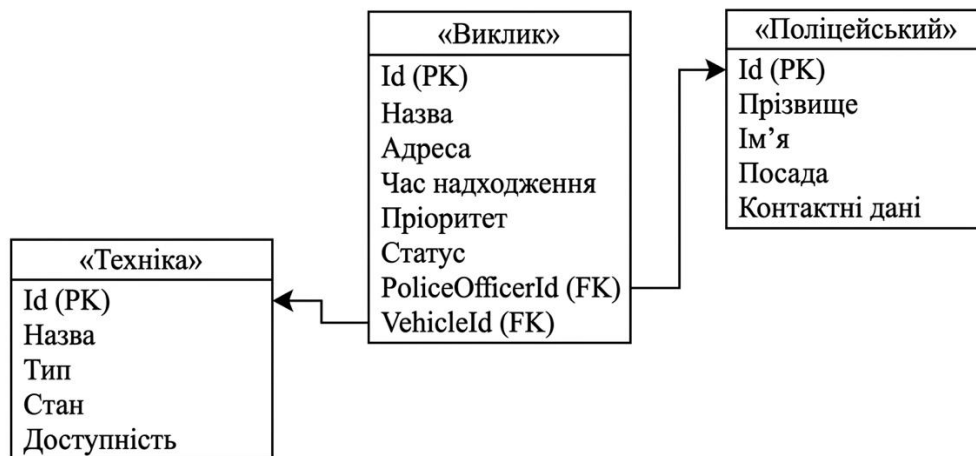 «Виклик»
Id (PK)
Назва
Адреса
Час надходження
Пріоритет
Статус
PoliceOfficerId (FK)
VehicleId (FK)
«Поліцейський»
Id (PK)
Прізвище
Ім’я
Посада
Контактні дані
«Техніка»
Id (PK)
Назва
Тип
Стан
Доступність